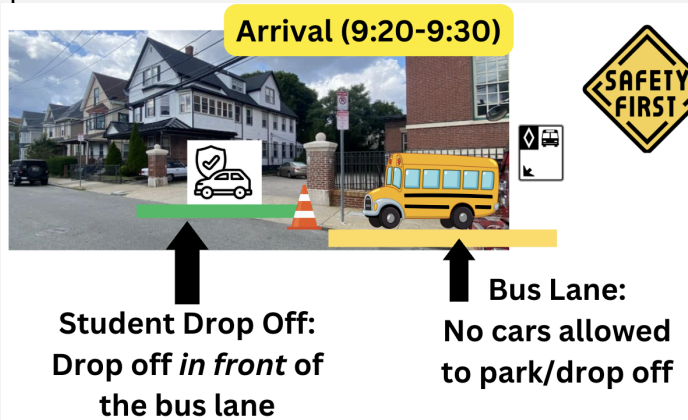 Arrival (9:20-9:30)
SAFETY
FIRST
Student Drop Off:
Drop off in front of
the bus lane
Bus Lane:
No cars allowed
to park/drop off